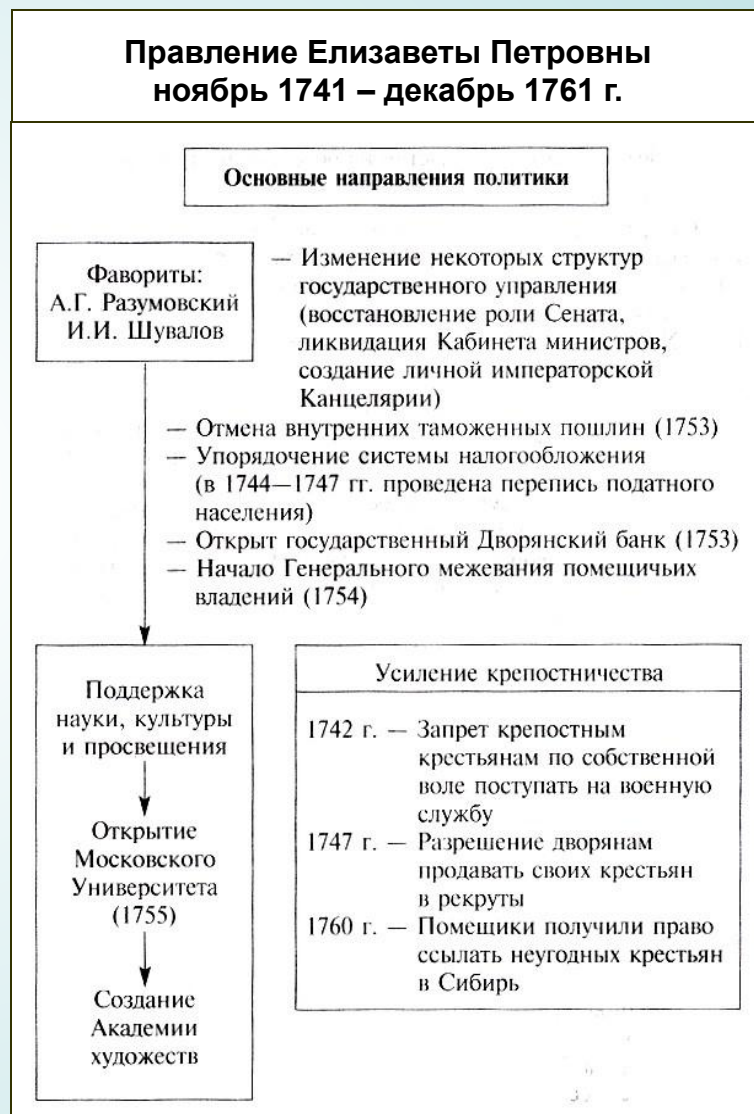 Правление Елизаветы Петровны
ноябрь 1741 – декабрь 1761 г.
Основные направления политики
Фавориты:
А.Г. Разумовский
И.И. Шувалов
— Изменение некоторых структур
государственного управления
(восстановление роли Сената,
ликвидация Кабинета министров,
создание личной императорской
Канцелярии)
— Отмена внутренних таможенных пошлин (1753)
— Упорядочение системы налогообложения
(в 1744—1747 гг. проведена перепись податного
населения)
— Открыт государственный Дворянский банк (1753)
— Начало Генерального межевания помещичьих
владений (1754)
Поддержка
науки, культуры
и просвещения
Открытие
Московского
Университета
(1755)
Создание
Академии
художеств
Усиление крепостничества
1742 г. — Запрет крепостным
крестьянам по собственной
воле поступать на военную
службу
1747 г. — Разрешение дворянам
продавать своих крестьян
в рекруты
1760 г. — Помещики получили право
ссылать неугодных крестьян
в Сибирь